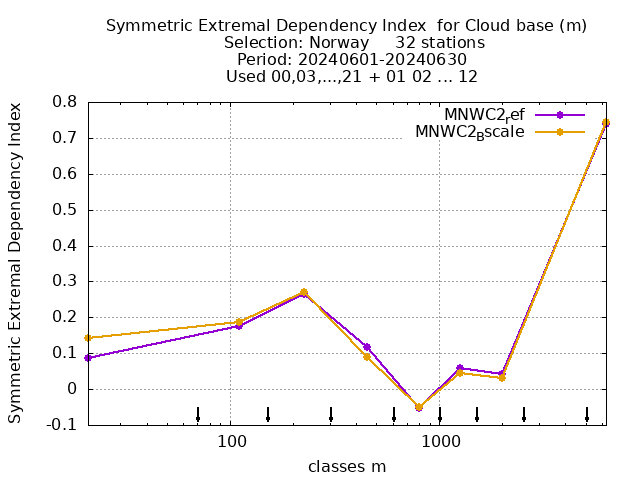 Symmetric Extremal Dependency Index for Cloud base (m)
Selection: Norway 32 stations
Period: 20240601-20240630
Used 00,03,...,21 + 01 02 ... 12
MNWC2ref
MNWC2Bscale
0.8
0.7
0.6
0.5
0.4
0.3
0.2
0.1
0
-0.1
Symmetric Extremal Dependency Index
100
1000
classes m